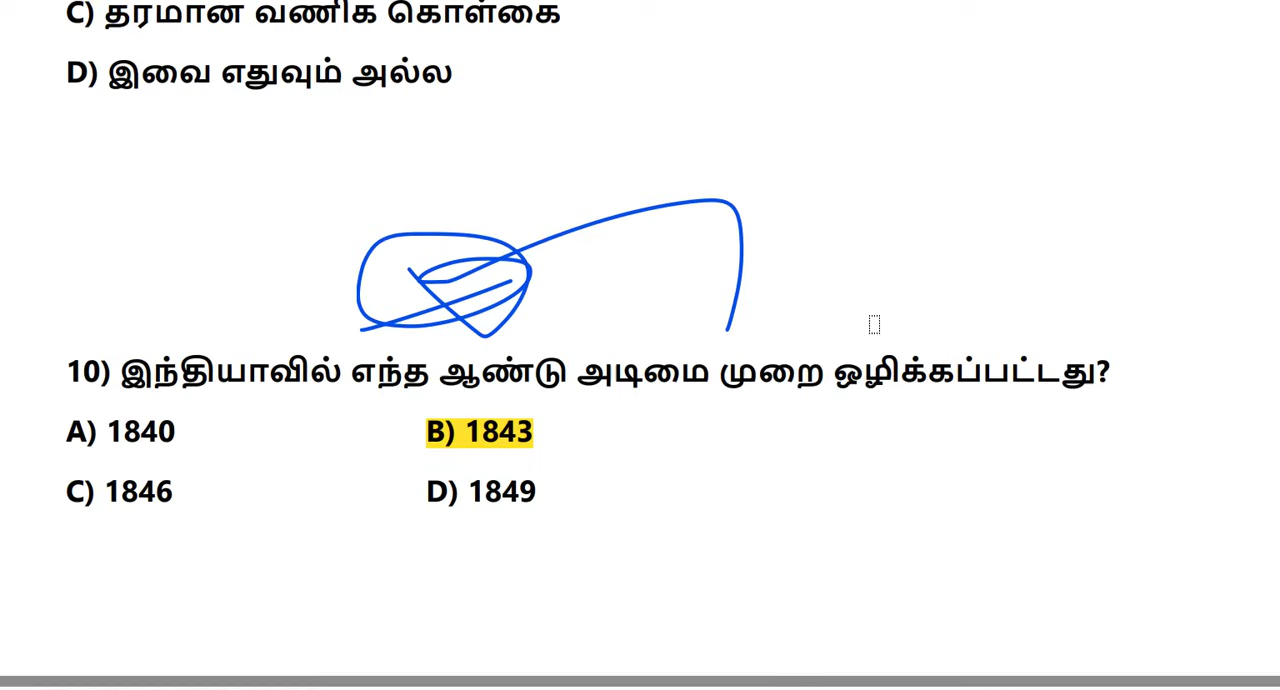 C) தரமான வணிக கொள்கை
D) இவை எதுவும் அல்ல
10) இந்தியாவில் எந்த ஆண்டு அடிமை முறை ஒழிக்கப்பட்டது?
A) 1840 B) 1843
C) 1846 D) 1849